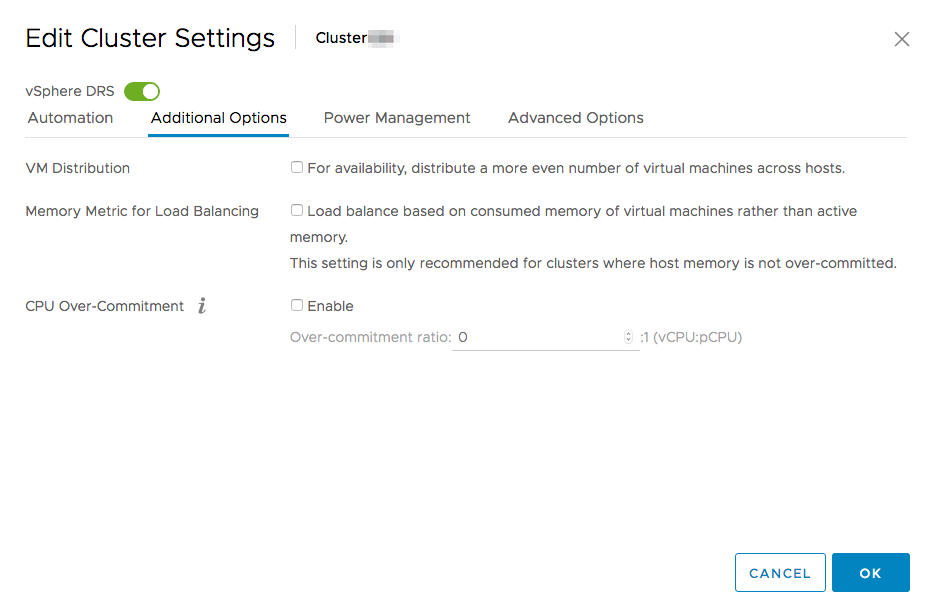 Edit Cluster Settings
Cluster
vSphere DRS
Automation
Additional Options
Power Management
Advanced Options
VM Distribution
For availability, distribute a more even number of virtual machines across hosts.
Memory Metric for Load Balancing
Load balance based on consumed memory of virtual machines rather than active
memory.
This setting is only recommended for clusters where host memory is not over-committed.
CPU Over-Commitment
i
Enable
Over-commitment ratio: 0 :1 (vCPU:pCPU)
CANCEL
OK